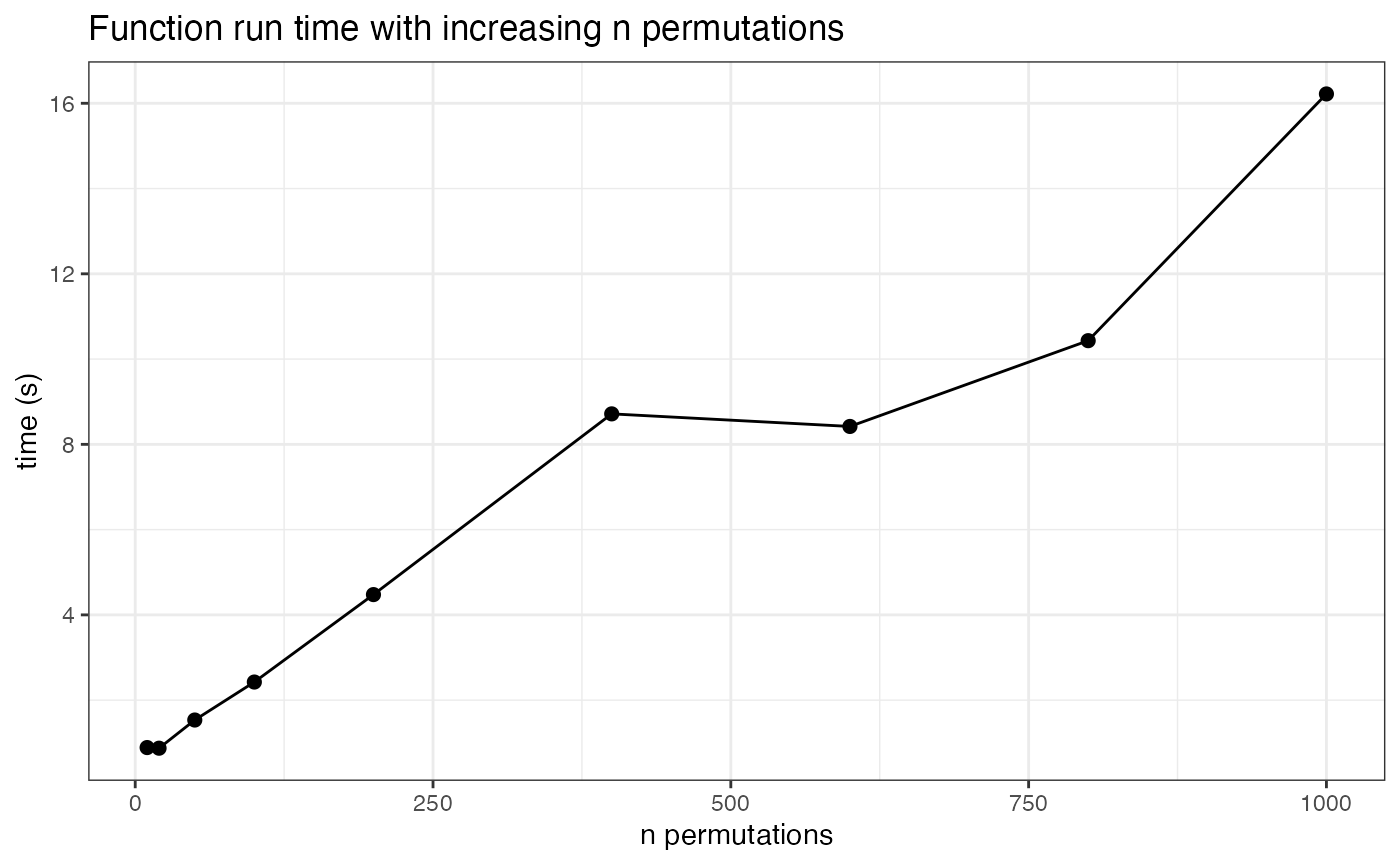 Function run time with increasing n permutations
16
12
8
4
time (s)
0 250 500 750 1000
n permutations